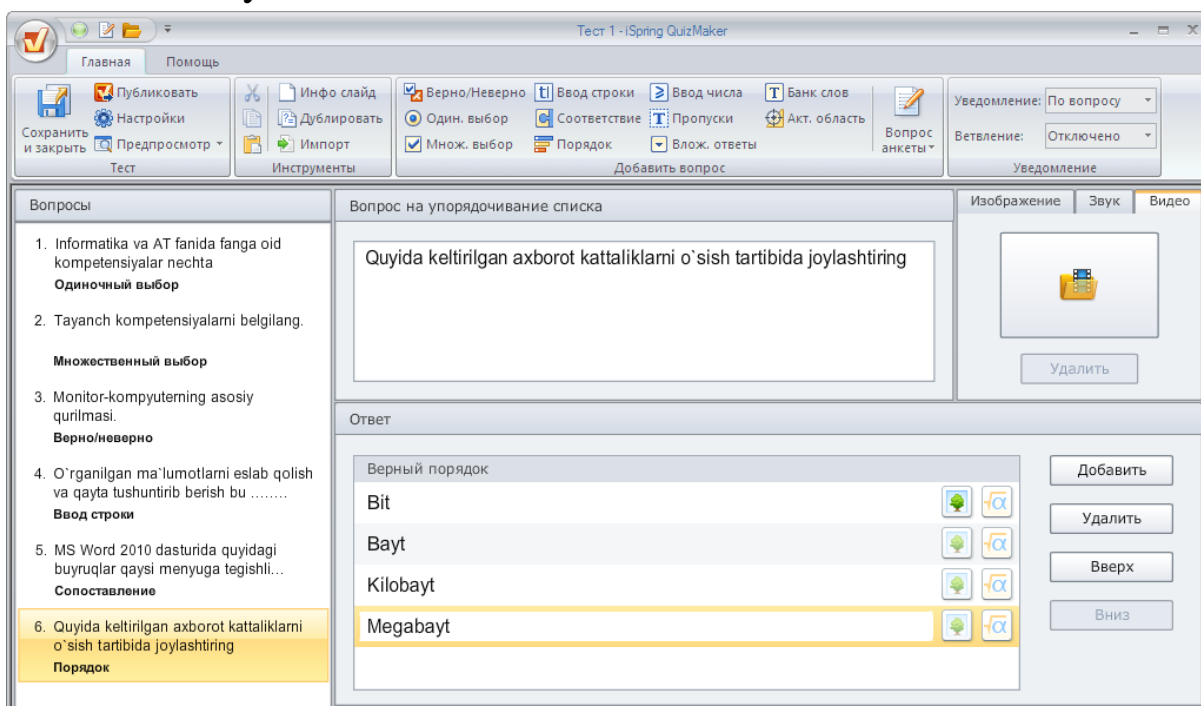 Тест 1 - iSpring QuizMaker
Главная Помощь
Сохранить и закрыть
Публиковать
Настройки
Предпросмотр
Тест
Инфо слайд
Дублировать
Импорт
Инструменты
Верно/Неверно
Один. выбор
Множ. выбор
Ввод строки
Соответствие
Порядок
Ввод числа
Пропуски
Влож. ответы
Банк слов
Акт. область
Вопрос анкеты
Добавить вопрос
Уведомление: По вопросу
Ветвление: Отключено
Уведомление
Вопросы
1. Informatika va AT fanida fanga oid
kompetensiyalar nechta
Одиночный выбор
2. Tayanch kompetensiyalarni belgilang.
Множественный выбор
3. Monitor-kompyuterning asosiy
qurilmasi.
Верно/неверно
4. O`rganilgan ma`lumotlarni eslab qolish
va qayta tushuntirib berish bu ........
Ввод строки
5. MS Word 2010 dasturida quyidagi
buyruqlar qaysi menyuga tegishli...
Сопоставление
6. Quyida keltirilgan axborot kattaliklarni
o`sish tartibida joylashtiring
Порядок
Вопрос на упорядочивание списка
Quyida keltirilgan axborot kattaliklarni o`sish tartibida joylashtiring
Изображение Звук Видео
Удалить
Ответ
Верный порядок
Bit
Bayt
Kilobayt
Megabayt
Добавить
Удалить
Вверх
Вниз